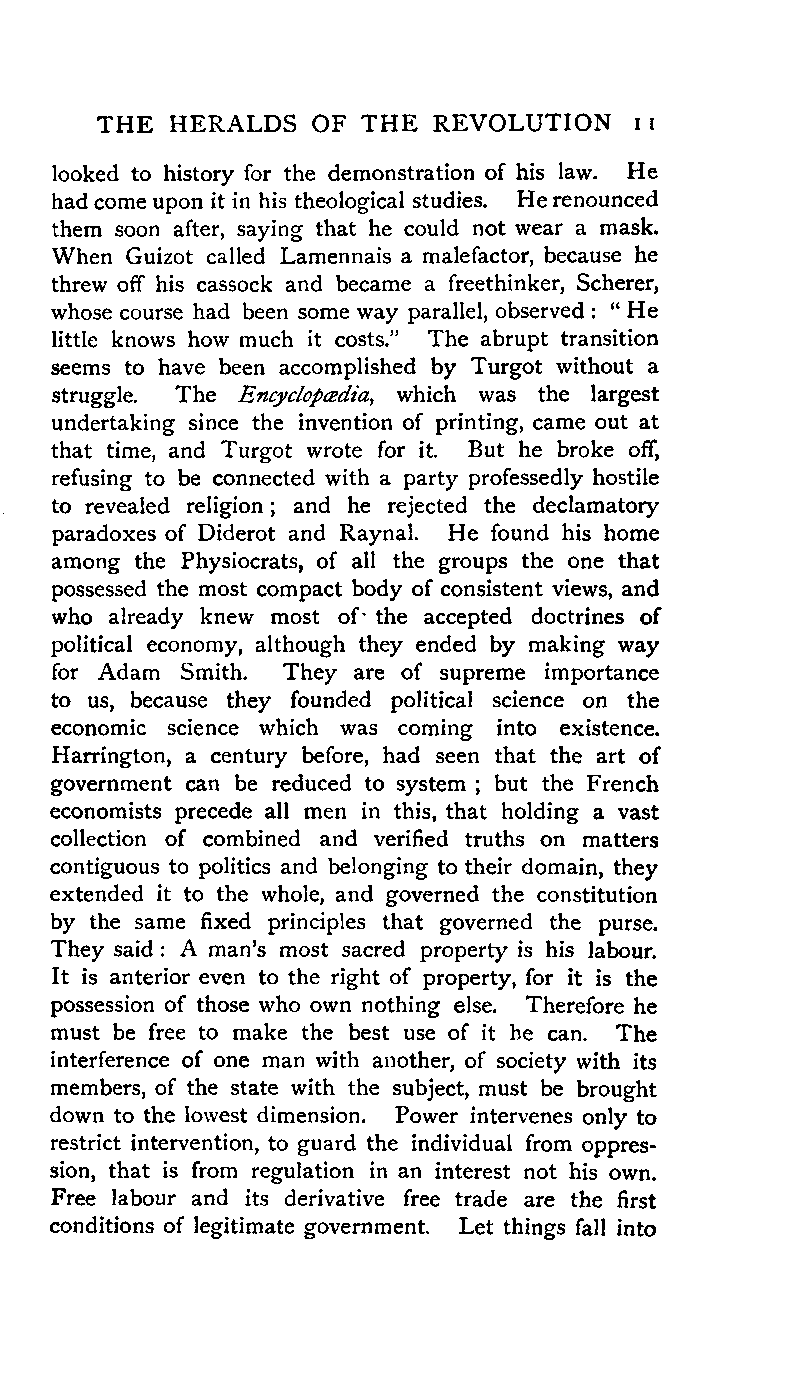 THE HERALDS OF THE REVOLUTION 11
looked to history for the demonstration of his law. He
had come upon it in his theological studies. He renounced
them soon after, saying that he could not wear a mask.
When Guizot called Lamennais a malefactor, because he
threw off his cassock and became a freethinker, Scherer,
whose course had been some way parallel, observed : “ He
little knows how much it costs.” The abrupt transition
seems to have been accomplished by Turgot without a
struggle. The Encyclopædia, which was the largest
undertaking since the invention of printing, came out at
that time, and Turgot wrote for it. But he broke off,
refusing to be connected with a party professedly hostile
to revealed religion ; and he rejected the declamatory
paradoxes of Diderot and Raynal. He found his home
among the Physiocrats, of all the groups the one that
possessed the most compact body of consistent views, and
who already knew most of the accepted doctrines of
political economy, although they ended by making way
for Adam Smith. They are of supreme importance
to us, because they founded political science on the
economic science which was coming into existence.
Harrington, a century before, had seen that the art of
government can be reduced to system ; but the French
economists precede all men in this, that holding a vast
collection of combined and verified truths on matters
contiguous to politics and belonging to their domain, they
extended it to the whole, and governed the constitution
by the same fixed principles that governed the purse.
They said : A man's most sacred property is his labour.
It is anterior even to the right of property, for it is the
possession of those who own nothing else. Therefore he
must be free to make the best use of it he can. The
interference of one man with another, of society with its
members, of the state with the subject, must be brought
down to the lowest dimension. Power intervenes only to
restrict intervention, to guard the individual from oppres-
sion, that is from regulation in an interest not his own.
Free labour and its derivative free trade are the first
conditions of legitimate government. Let things fall into